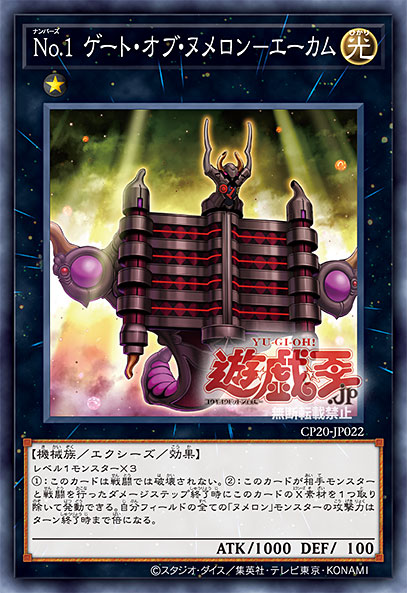 ナンバーズ
No.1 ゲート・オブ・ヌメロンーエーカム
ひかり
光
YU-GI-OH!
遊戯王
.JP
無断転載禁止
CP20-JP022
【機械族／エクシーズ／効果】
レベル1モンスター×3
①：このカードは戦闘では破壊されない。②：このカードが相手モンスター
と戦闘を行ったダメージステップ終了時にこのカードのX素材を1つ取り
除いて発動できる。自分フィールドの全ての「ヌメロン」モンスターの攻撃力は
ターン終了時まで倍になる。
ATK/1000 DEF/ 100
©スタジオ・ダイス／集英社・テレビ東京・KONAMI